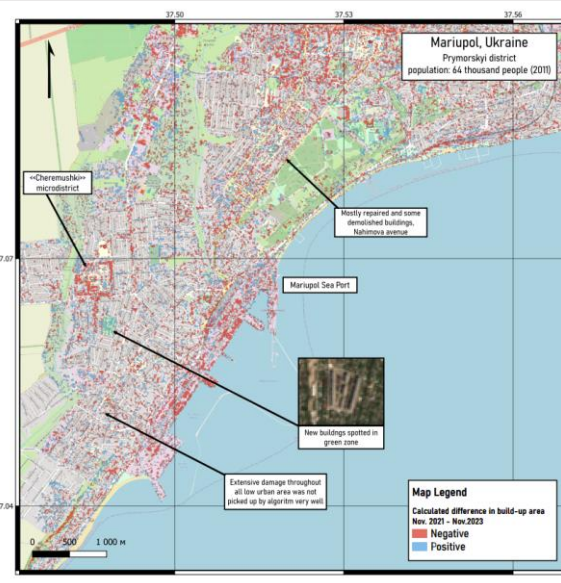 37.50
37.53
37.56
Mariupol, Ukraine
Prymorskyi district
population: 64 thousand people (2011)
«Cheremushki»
microdistrict
Mostly repaired and some
demolished buildings,
Nahimova avenue
7.07
Mariupol Sea Port
New buildngs spotted in
green zone
Extensive damage throughout
all low urban area was not
picked up by algoritm very well
Map Legend
Calculated difference in build-up area
Nov. 2021 - Nov.2023
Negative
Positive
7.04
0 500 1 000 м